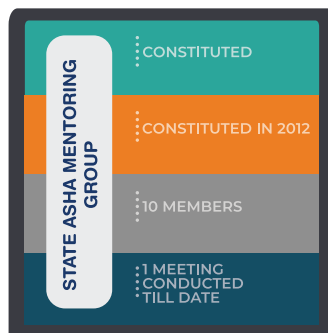 STATE ASHA MENTORING
GROUP
CONSTITUTED
CONSTITUTED IN 2012
10 MEMBERS
1 MEETING
CONDUCTED
TILL DATE